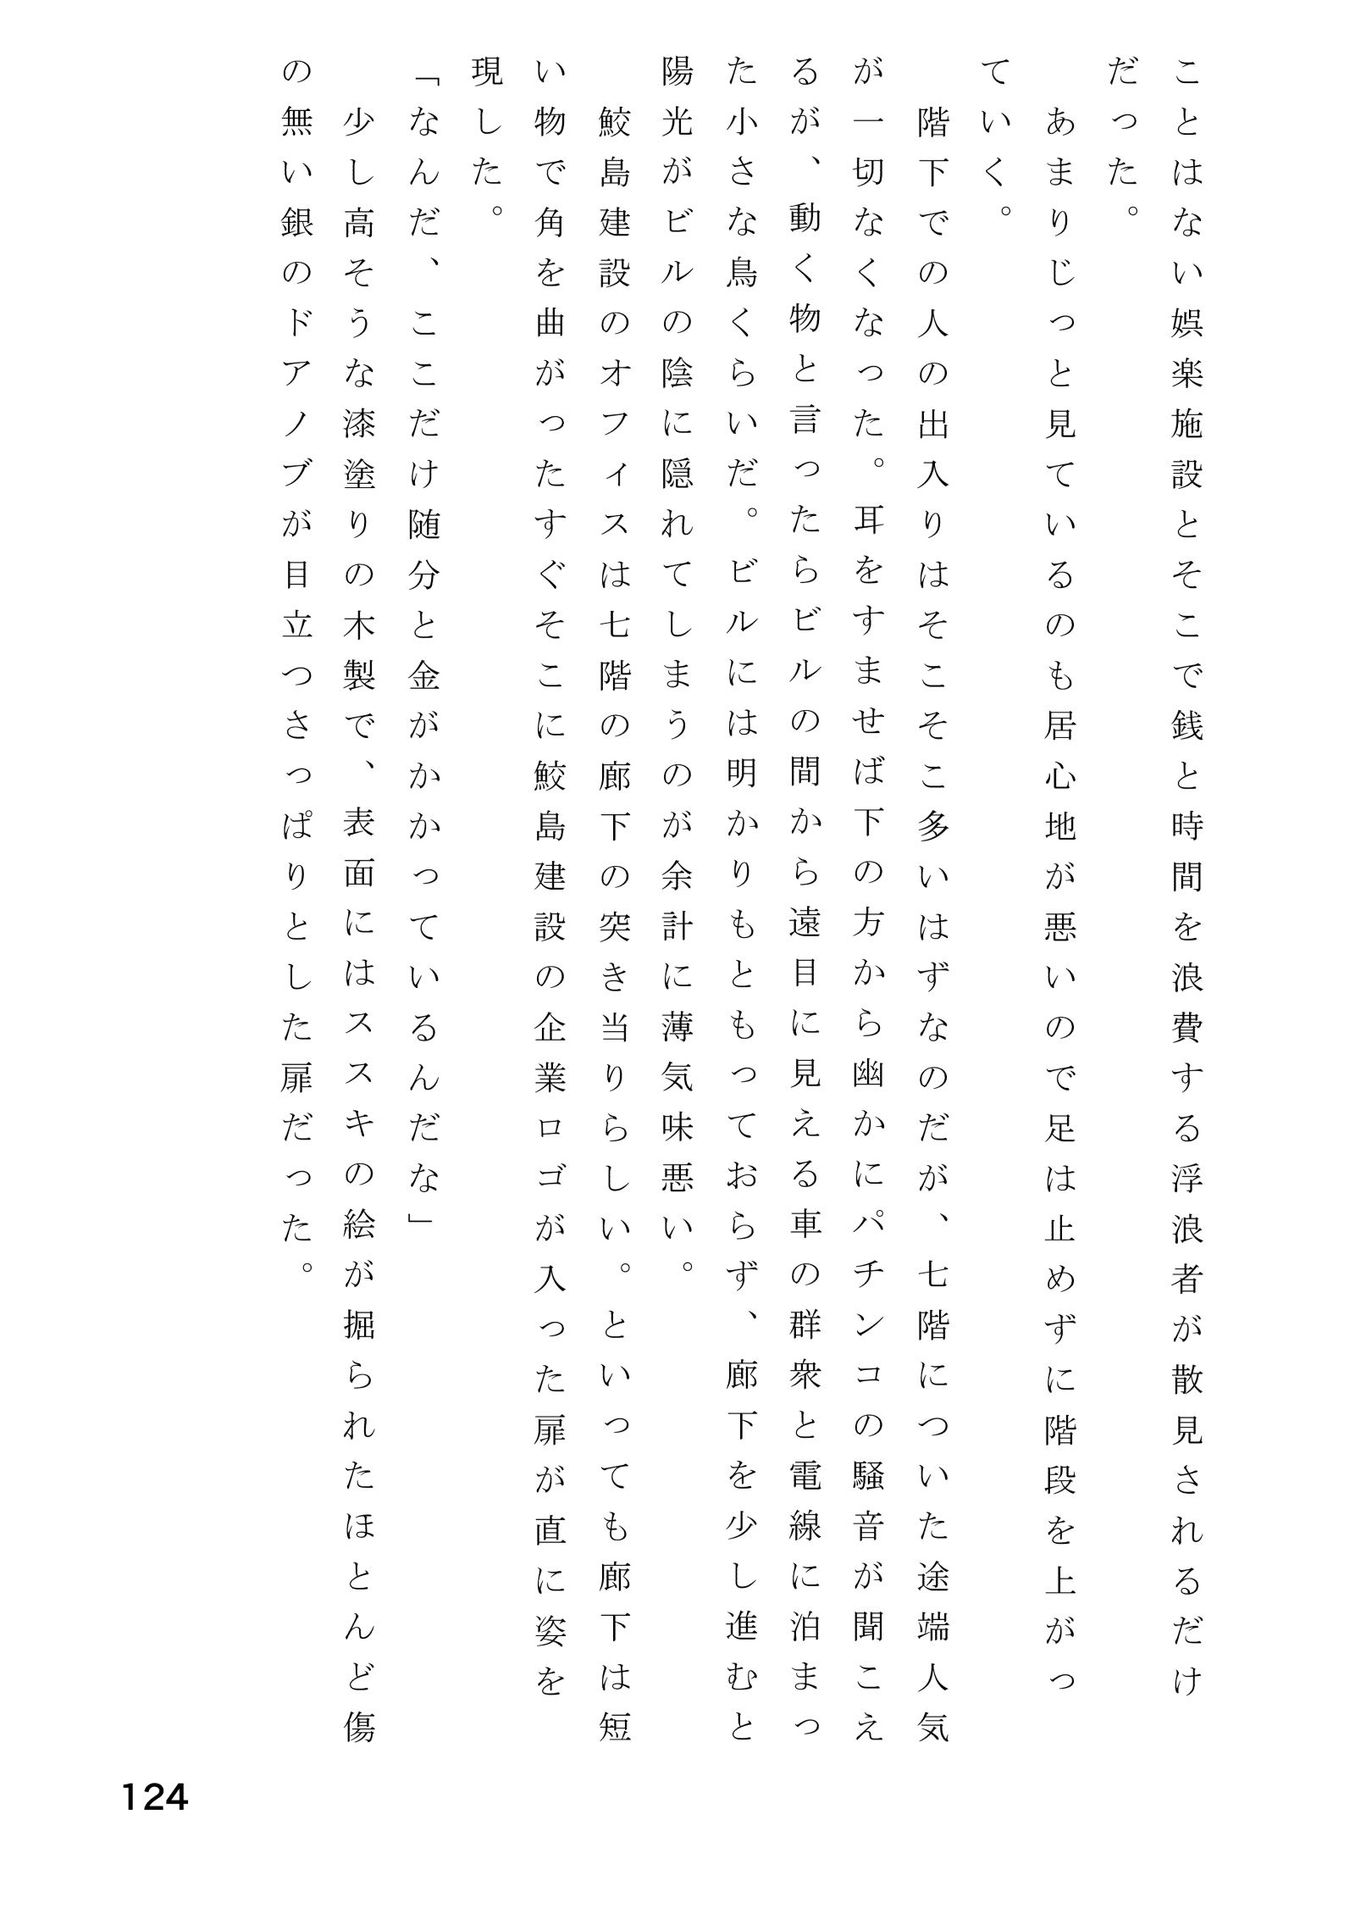 ことはない娯楽施設とそこで銭と時間を浪費する浮浪者が散見されるだけ
だった。
　あまりじっと見ているのも居心地が悪いので足は止めずに階段を上がっ
ていく。
　階下での人の出入りはそこそこ多いはずなのだが、七階についた途端人気
が一切なくなった。耳をすませば下の方から幽かにパチンコの騒音が聞こえ
るが、動く物と言ったらビルの間から遠目に見える車の群衆と電線に泊まっ
た小さな鳥くらいだ。ビルには明かりもともっておらず、廊下を少し進むと
陽光がビルの陰に隠れてしまうのが余計に薄気味悪い。
　鮫島建設のオフィスは七階の廊下の突き当りらしい。といっても廊下は短
い物で角を曲がったすぐそこに鮫島建設の企業ロゴが入った扉が直に姿を
現した。
「なんだ、ここだけ随分と金がかかっているんだな」
　少し高そうな漆塗りの木製で、表面にはススキの絵が掘られたほとんど傷
の無い銀のドアノブが目立つさっぱりとした扉だった。
124